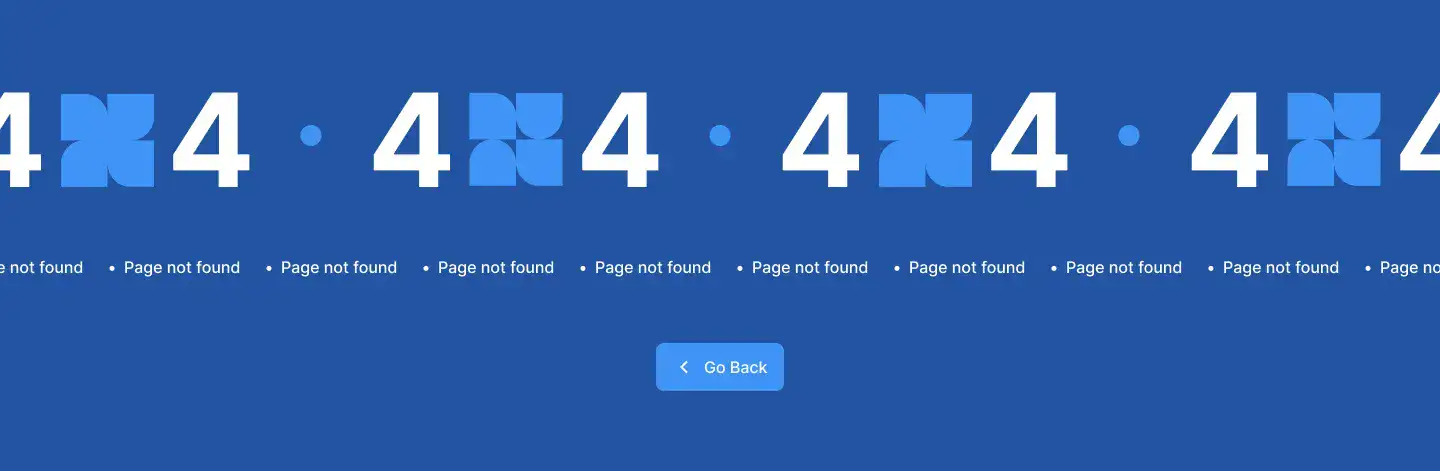 4 4 • 4 4 • 4 4 • 4 4
not found • Page not found • Page not found • Page not found • Page not found • Page not found • Page not found • Page not found • Page not found • Page
Go Back